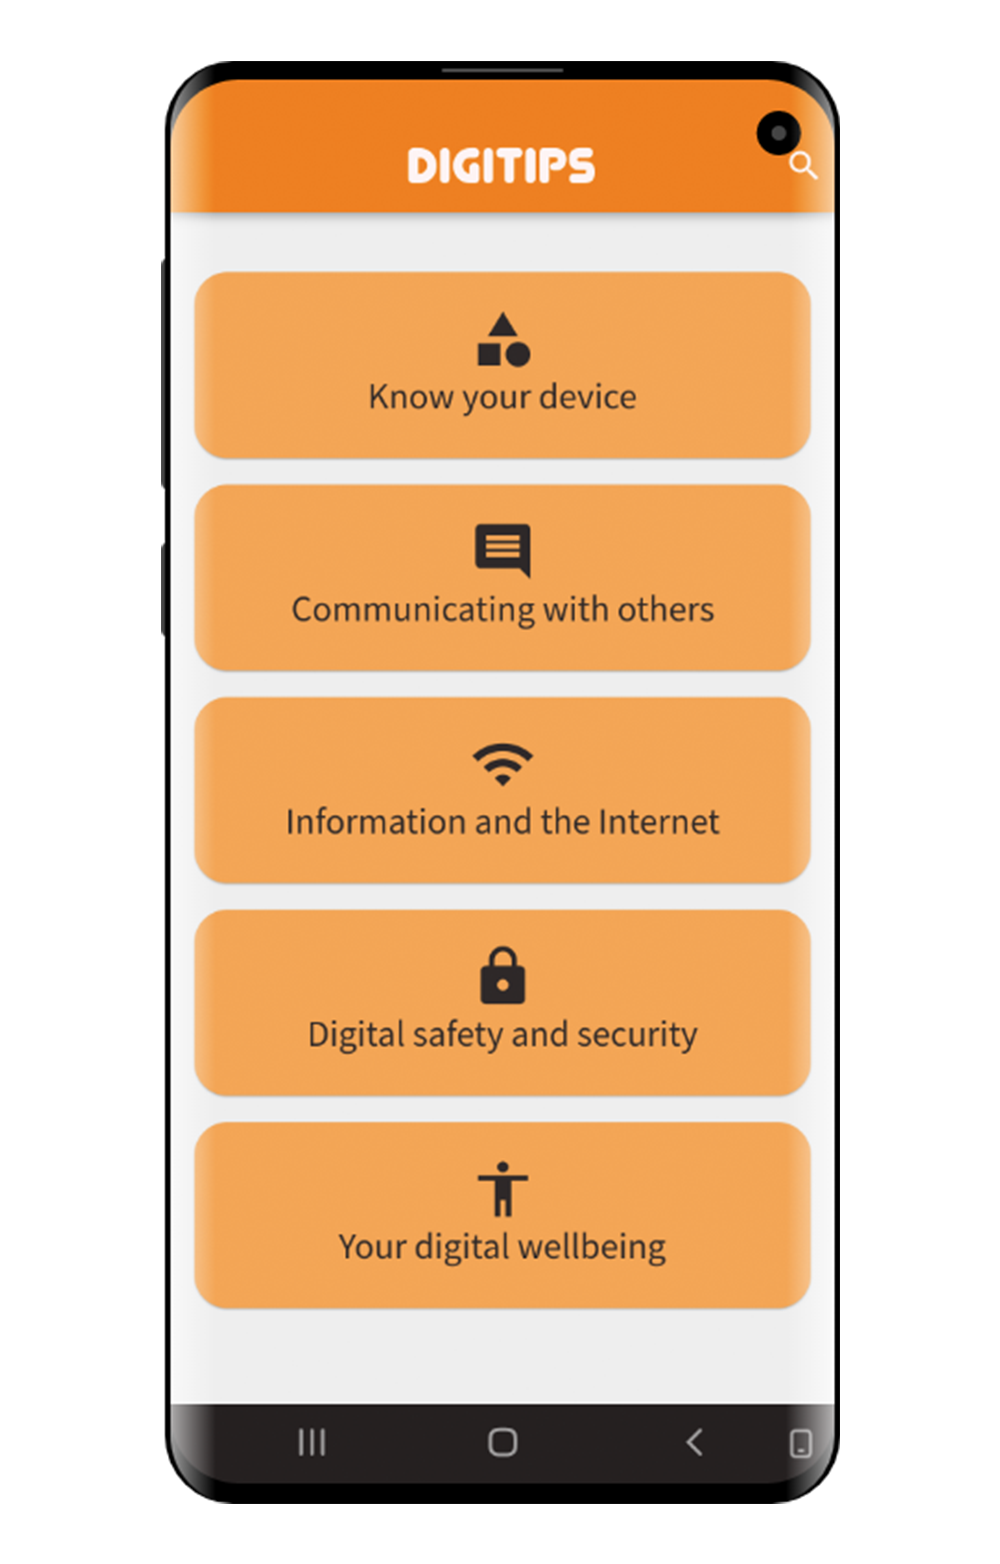 DIGITIPS
Know your device
Communicating with others
Information and the Internet
Digital safety and security
Your digital wellbeing